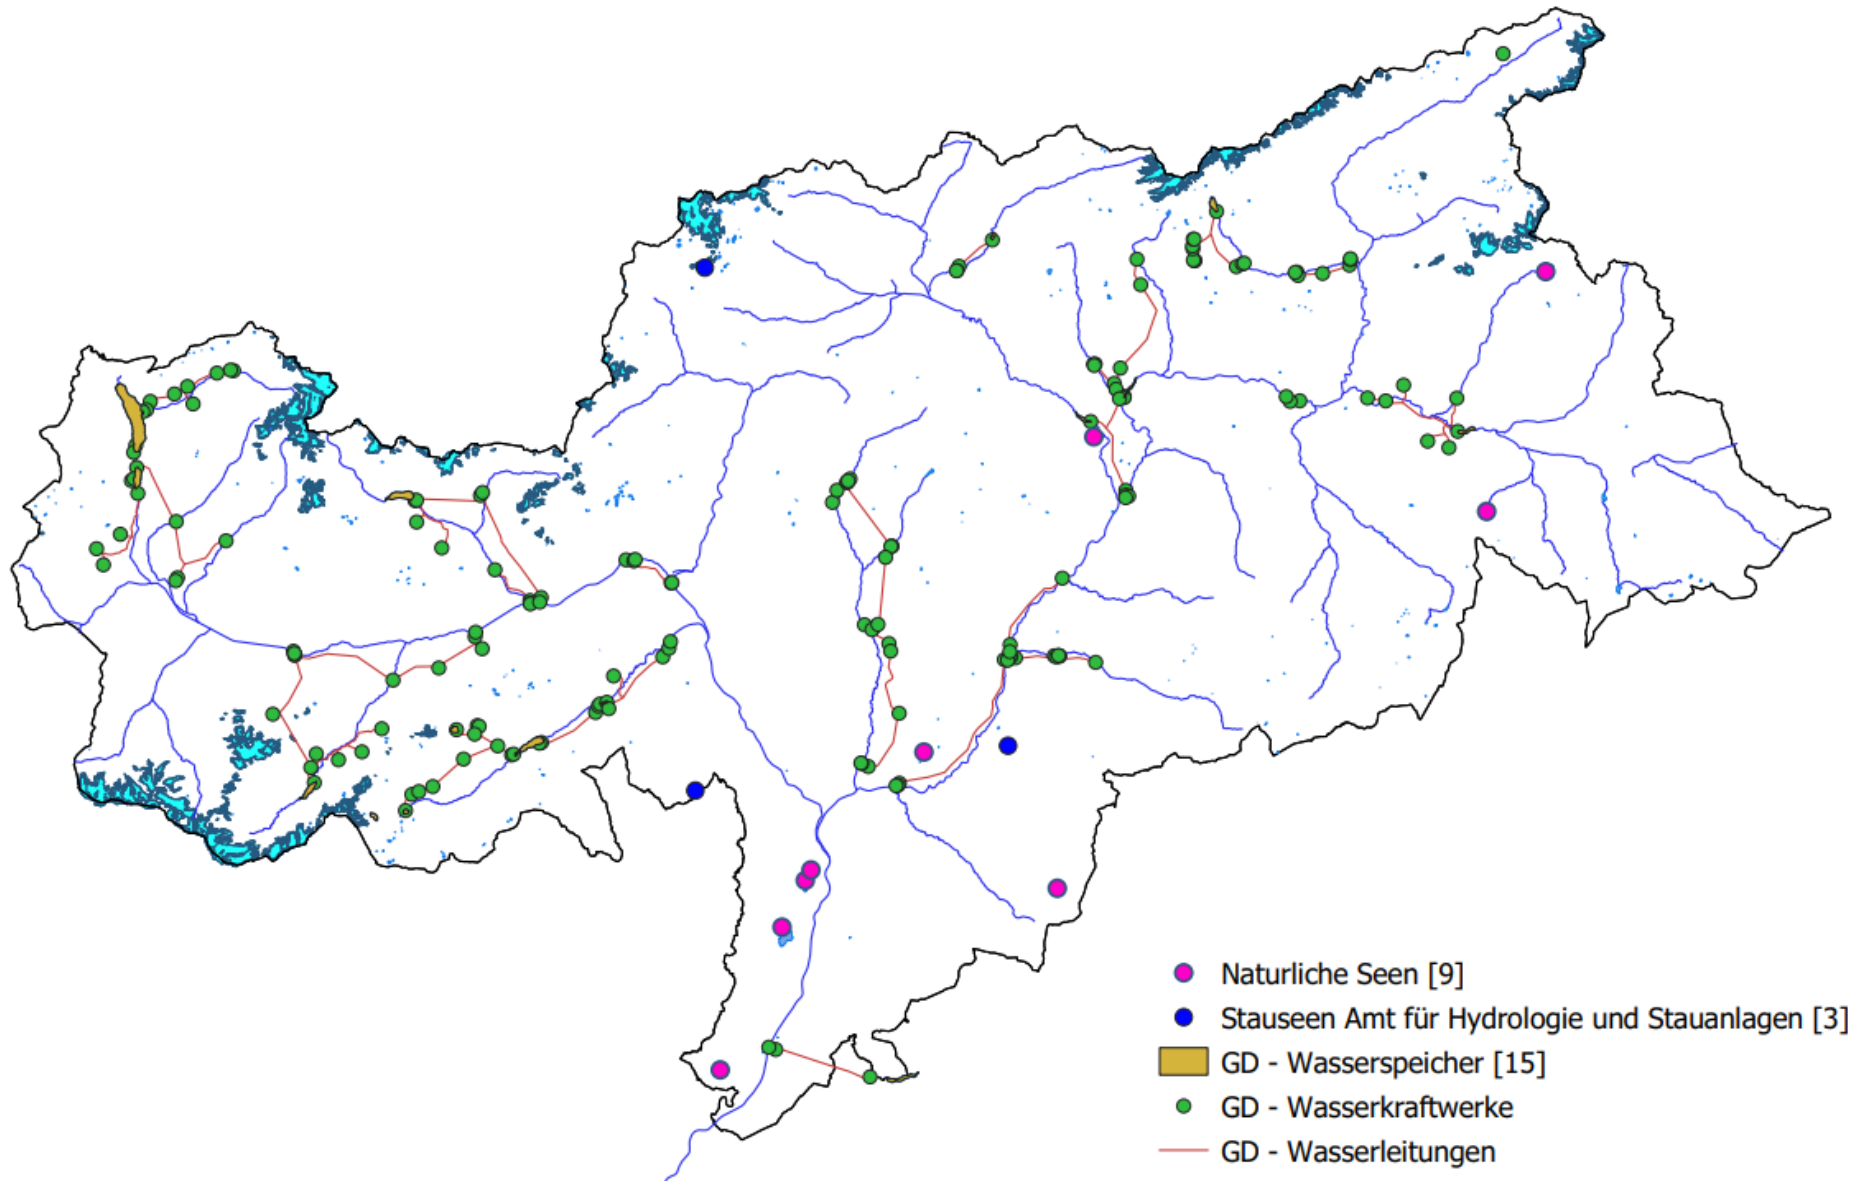 Naturliche Seen [9]
Stauseen Amt für Hydrologie und Stauanlagen [3]
GD - Wasserspeicher [15]
GD - Wasserkraftwerke
GD - Wasserleitungen